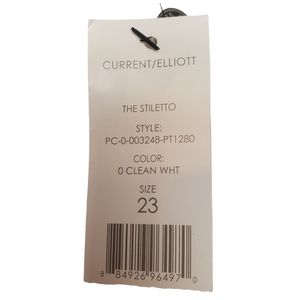 CURRENT/ELLIOTT
THE STILETTO
STYLE:
PC-0-003248-PT1280
COLOR:
0 CLEAN WHT
SIZE
23
8 84926 96497 0